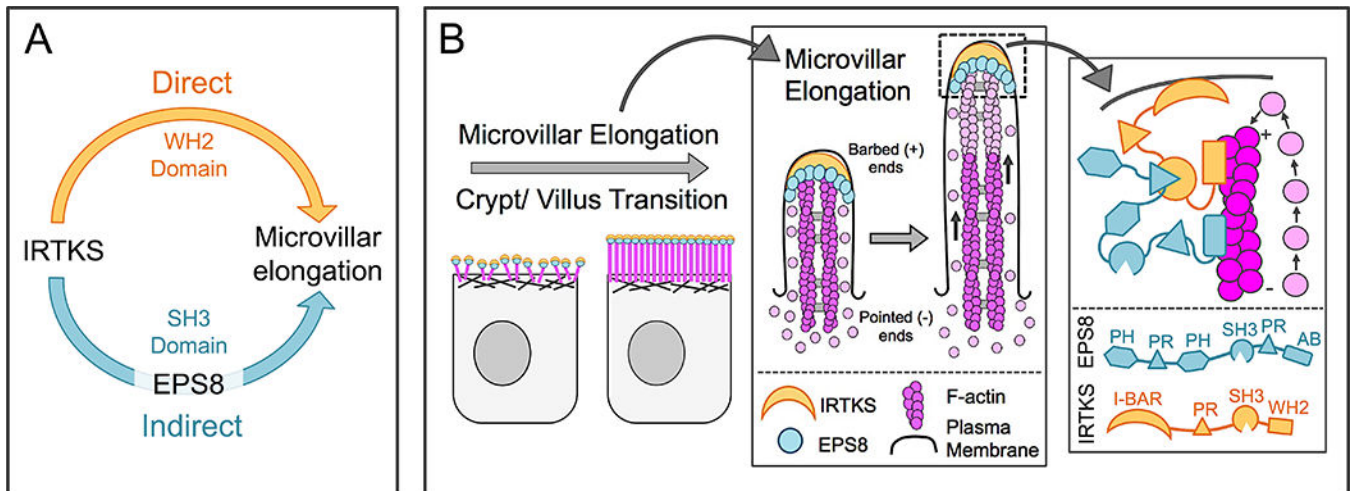 A
Direct
WH2
Domain
IRTKS
Microvillar
elongation
SH3
Domain
EPS8
Indirect
B
Microvillar Elongation
Crypt/ Villus Transition
Microvillar
Elongation
Barbed (+)
ends
Pointed (-)
ends
IRTKS
EPS8
F-actin
Plasma
Membrane
+
-
EPS8
PH PR PH SH3 PR AB
IRTKS
I-BAR PR SH3 WH2